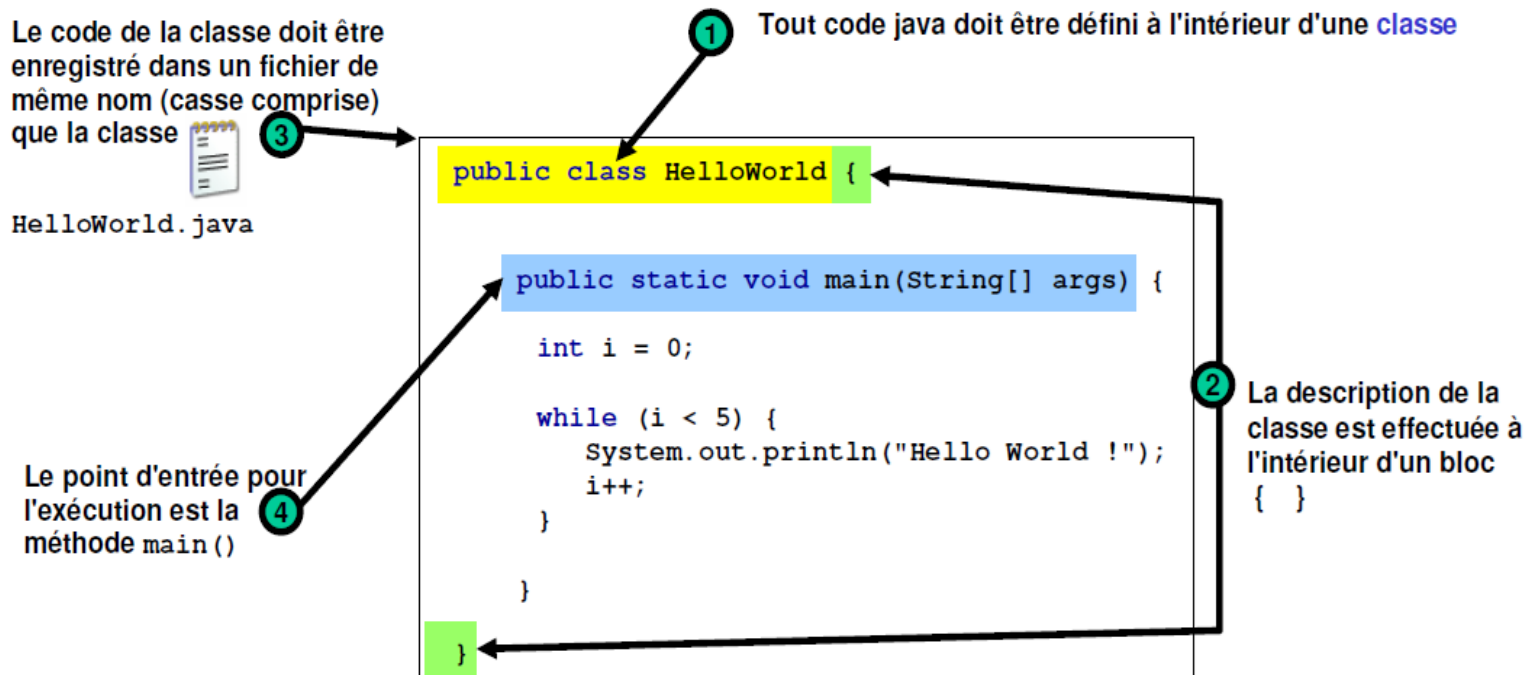 Le code de la classe doit être
enregistré dans un fichier de
même nom (casse comprise)
que la classe
3
HelloWorld.java
1
Tout code java doit être défini à l'intérieur d'une classe
public class HelloWorld {
public static void main(String[] args) {
int i = 0;
while (i < 5) {
System.out.println("Hello World !");
i++;
}
}
}
2
La description de la
classe est effectuée à
l'intérieur d'un bloc
{ }
Le point d'entrée pour
l'exécution est la
méthode main()
4